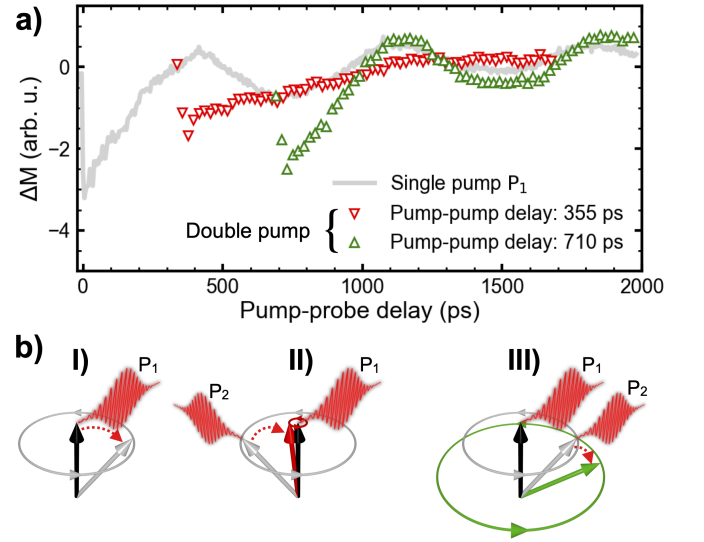 a)
ΔM (arb. u.)
0
−2
−4
Single pump P₁
Double pump {
Pump-pump delay: 355 ps
Pump-pump delay: 710 ps
0 500 1000 1500 2000
Pump-probe delay (ps)
b)
I) P₁
P₂ II) P₁
III) P₁ P₂